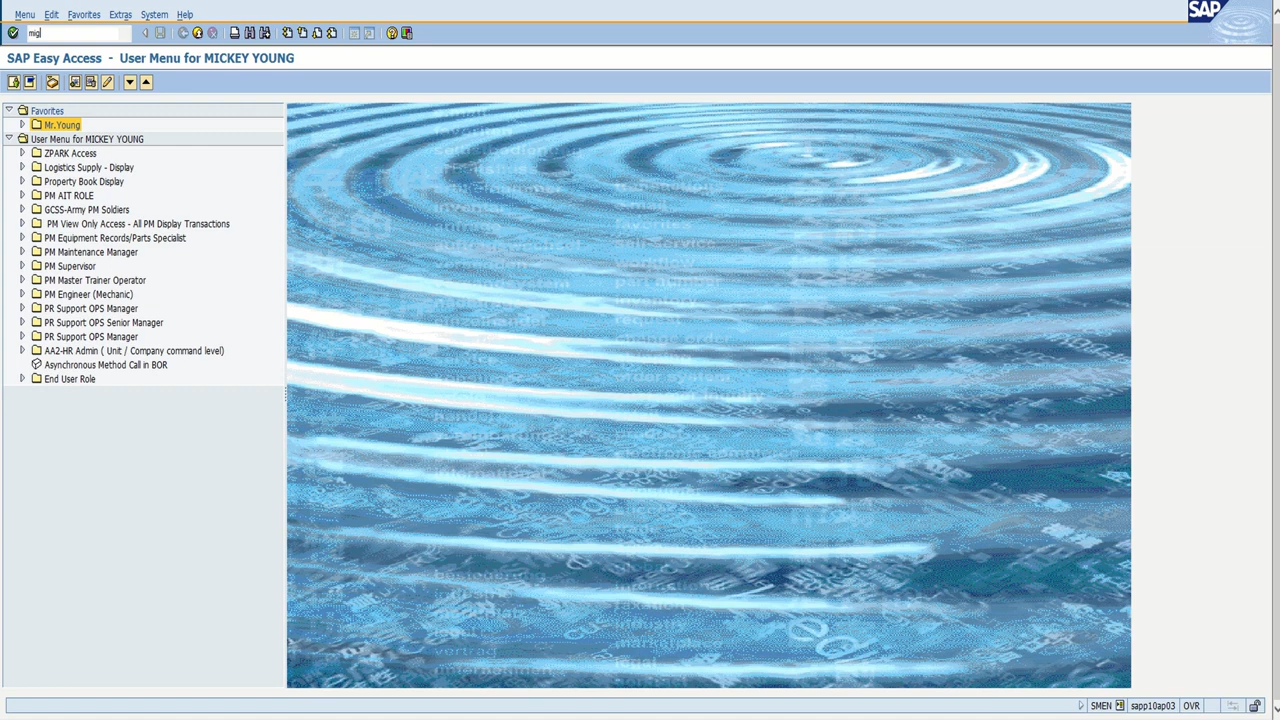 Menu Edit Favorites Extras System Help
SAP
mig
SAP Easy Access - User Menu for MICKEY YOUNG
Favorites
Mr.Young
User Menu for MICKEY YOUNG
ZPARK Access
Logistics Supply - Display
Property Book Display
PM AIT ROLE
GCSS-Army PM Soldiers
PM View Only Access - All PM Display Transactions
PM Equipment Records/Parts Specialist
PM Maintenance Manager
PM Supervisor
PM Master Trainer Operator
PM Engineer (Mechanic)
PR Support OPS Manager
PR Support OPS Senior Manager
PR Support OPS Manager
AA2-HR Admin ( Unit / Company command level)
Asynchronous Method Call in BOR
End User Role
SMEN sapp10ap03 OVR